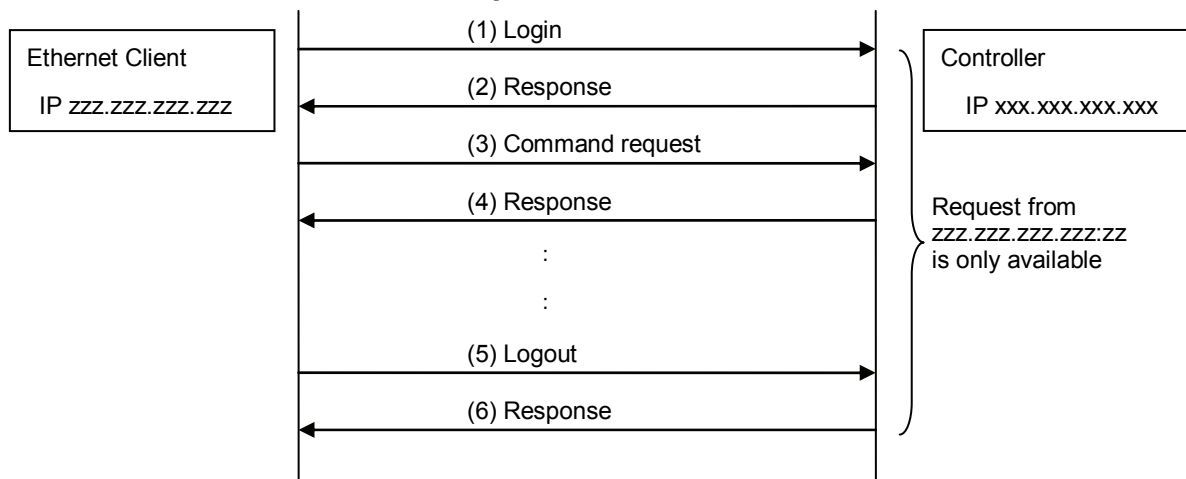 (1) Login
Ethernet Client
IP zzz.zzz.zzz.zzz
Controller
IP xxx.xxx.xxx.xxx
(2) Response
(3) Command request
(4) Response
:
:
Request from
zzz.zzz.zzz.zzz:zz
is only available
(5) Logout
(6) Response